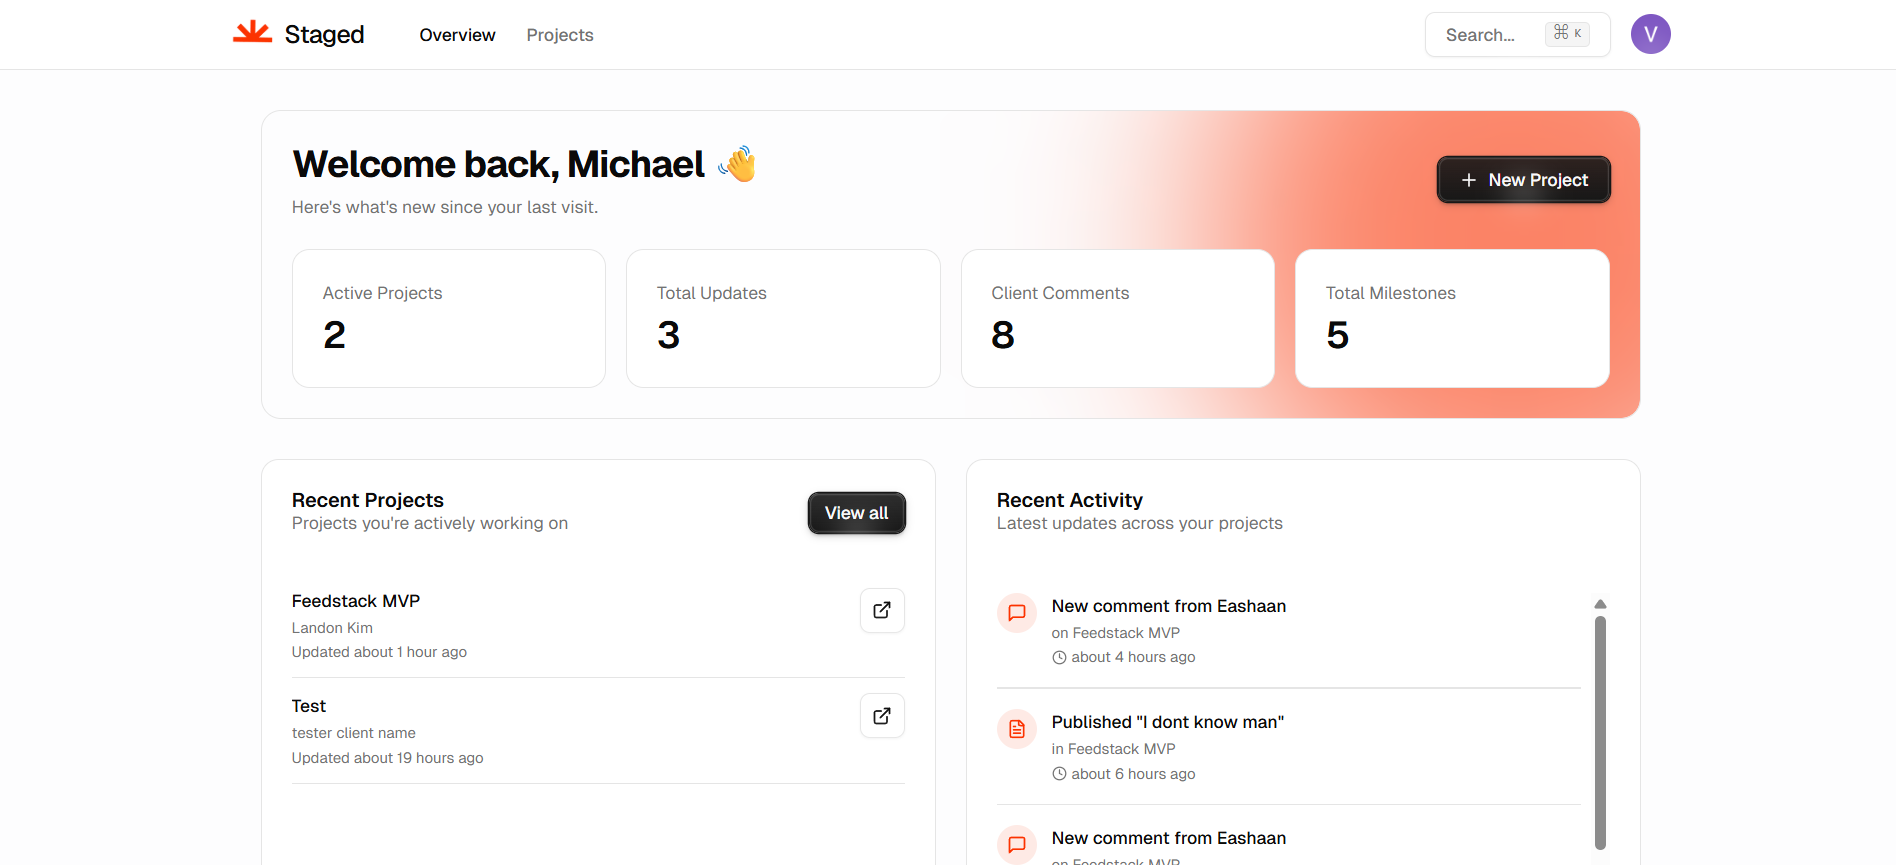 Staged
Overview
Projects
Search...
⌘ K
V
Welcome back, Michael 👋
Here's what's new since your last visit.
+ New Project
Active Projects
2
Total Updates
3
Client Comments
8
Total Milestones
5
Recent Projects
Projects you're actively working on
View all
Feedstack MVP
Landon Kim
Updated about 1 hour ago
Test
tester client name
Updated about 19 hours ago
Recent Activity
Latest updates across your projects
New comment from Eashaan
on Feedstack MVP
about 4 hours ago
Published "I dont know man"
in Feedstack MVP
about 6 hours ago
New comment from Eashaan
on Feedstack MVP